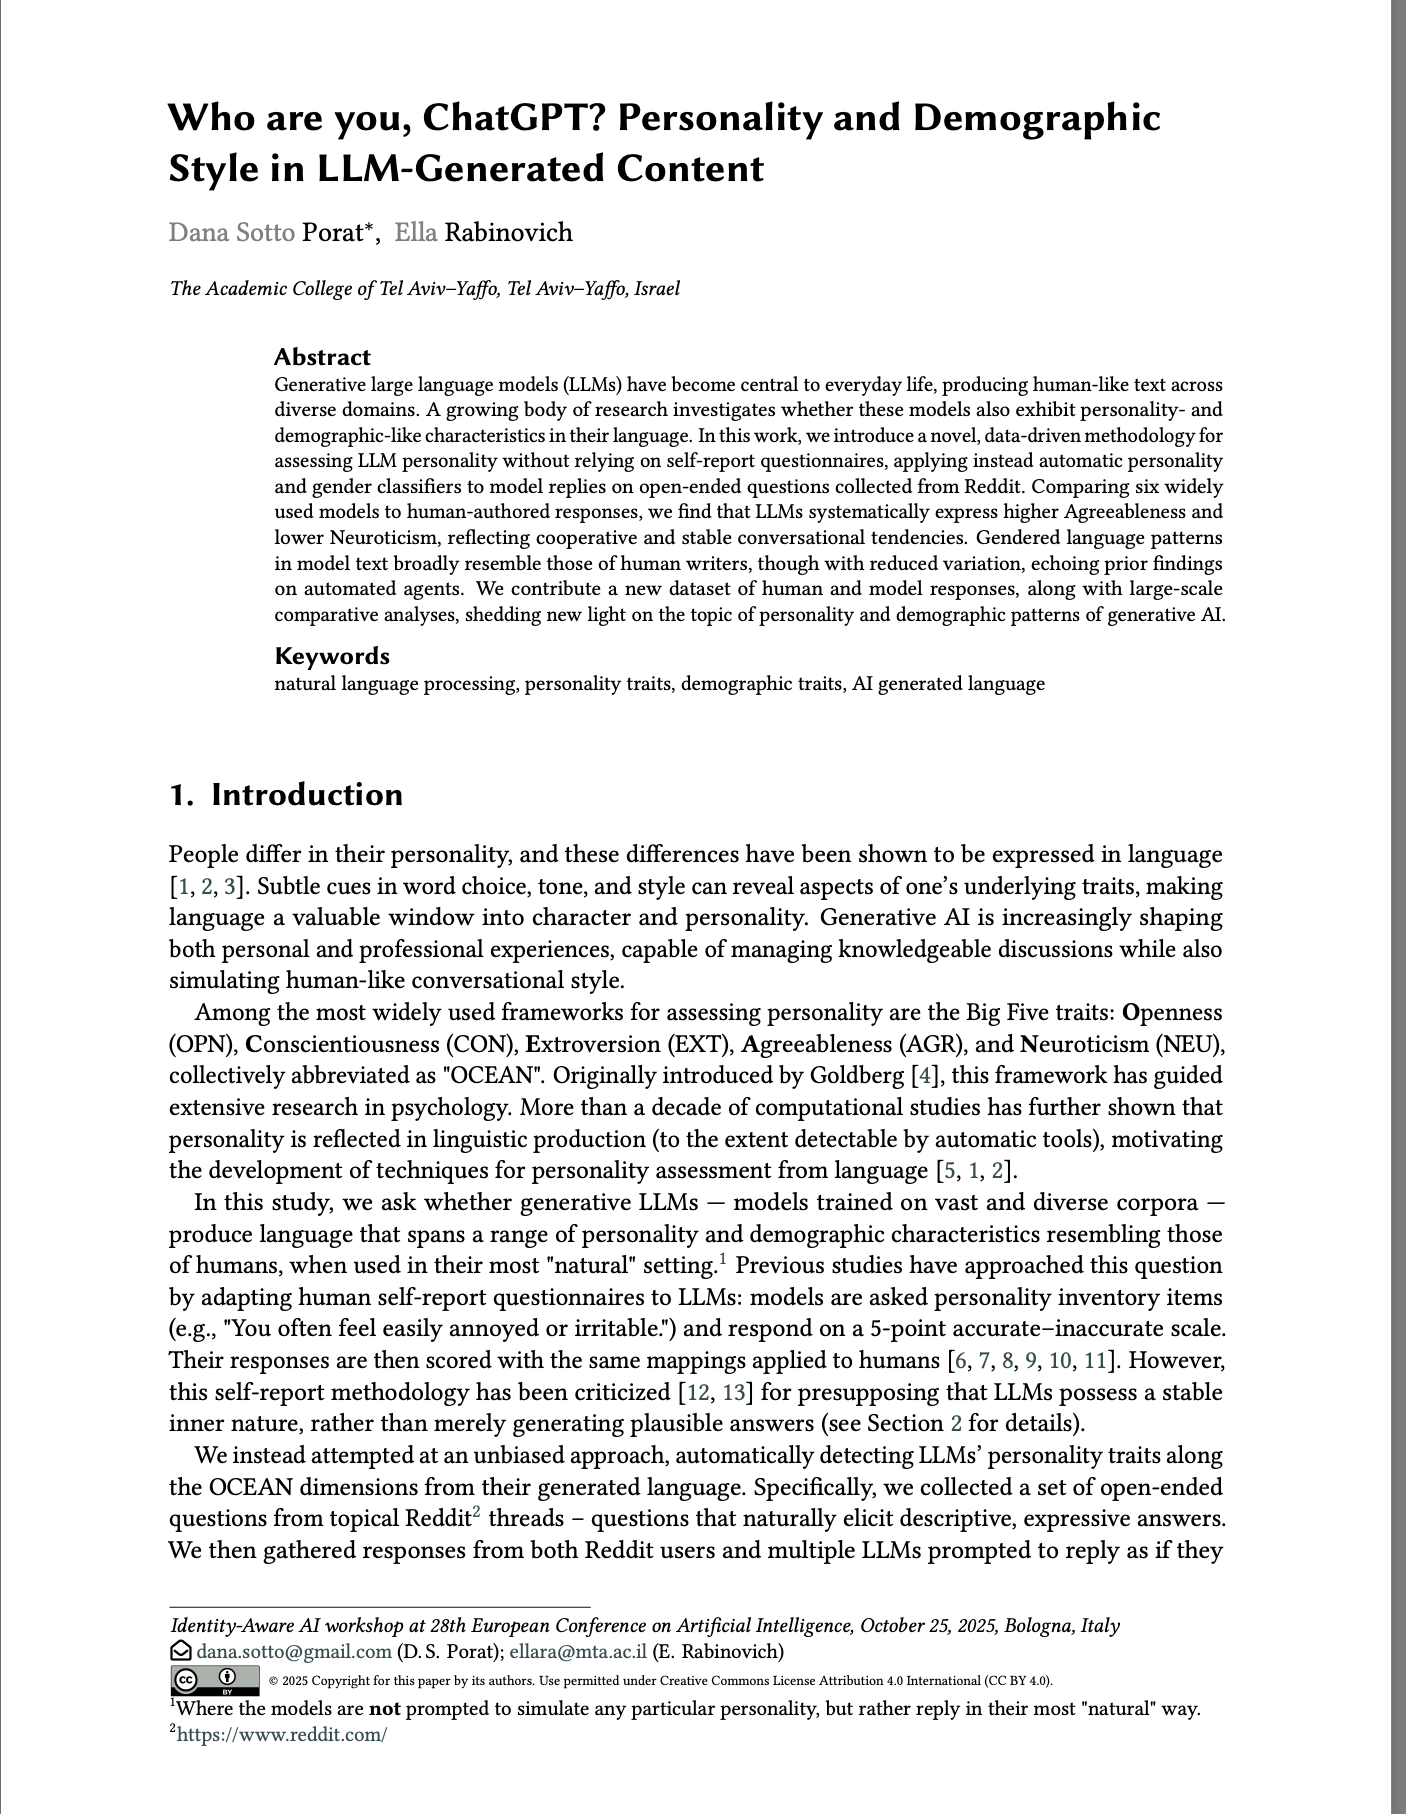 Who are you, ChatGPT? Personality and Demographic
Style in LLM-Generated Content
Dana Sotto Porat*, Ella Rabinovich
The Academic College of Tel Aviv–Yaffo, Tel Aviv–Yaffo, Israel
Abstract
Generative large language models (LLMs) have become central to everyday life, producing human-like text across
diverse domains. A growing body of research investigates whether these models also exhibit personality- and
demographic-like characteristics in their language. In this work, we introduce a novel, data-driven methodology for
assessing LLM personality without relying on self-report questionnaires, applying instead automatic personality
and gender classifiers to model replies on open-ended questions collected from Reddit. Comparing six widely
used models to human-authored responses, we find that LLMs systematically express higher Agreeableness and
lower Neuroticism, reflecting cooperative and stable conversational tendencies. Gendered language patterns
in model text broadly resemble those of human writers, though with reduced variation, echoing prior findings
on automated agents. We contribute a new dataset of human and model responses, along with large-scale
comparative analyses, shedding new light on the topic of personality and demographic patterns of generative AI.
Keywords
natural language processing, personality traits, demographic traits, AI generated language
1. Introduction
People differ in their personality, and these differences have been shown to be expressed in language
[1, 2, 3]. Subtle cues in word choice, tone, and style can reveal aspects of one's underlying traits, making
language a valuable window into character and personality. Generative AI is increasingly shaping
both personal and professional experiences, capable of managing knowledgeable discussions while also
simulating human-like conversational style.
Among the most widely used frameworks for assessing personality are the Big Five traits: Openness
(OPN), Conscientiousness (CON), Extroversion (EXT), Agreeableness (AGR), and Neuroticism (NEU),
collectively abbreviated as "OCEAN". Originally introduced by Goldberg [4], this framework has guided
extensive research in psychology. More than a decade of computational studies has further shown that
personality is reflected in linguistic production (to the extent detectable by automatic tools), motivating
the development of techniques for personality assessment from language [5, 1, 2].
In this study, we ask whether generative LLMs — models trained on vast and diverse corpora —
produce language that spans a range of personality and demographic characteristics resembling those
of humans, when used in their most "natural" setting.1 Previous studies have approached this question
by adapting human self-report questionnaires to LLMs: models are asked personality inventory items
(e.g., "You often feel easily annoyed or irritable.") and respond on a 5-point accurate–inaccurate scale.
Their responses are then scored with the same mappings applied to humans [6, 7, 8, 9, 10, 11]. However,
this self-report methodology has been criticized [12, 13] for presupposing that LLMs possess a stable
inner nature, rather than merely generating plausible answers (see Section 2 for details).
We instead attempted at an unbiased approach, automatically detecting LLMs' personality traits along
the OCEAN dimensions from their generated language. Specifically, we collected a set of open-ended
questions from topical Reddit2 threads – questions that naturally elicit descriptive, expressive answers.
We then gathered responses from both Reddit users and multiple LLMs prompted to reply as if they
Identity-Aware AI workshop at 28th European Conference on Artificial Intelligence, October 25, 2025, Bologna, Italy
dana.sotto@gmail.com (D. S. Porat); ellara@mta.ac.il (E. Rabinovich)
cc BY © 2025 Copyright for this paper by its authors. Use permitted under Creative Commons License Attribution 4.0 International (CC BY 4.0).
1Where the models are not prompted to simulate any particular personality, but rather reply in their most "natural" way.
2https://www.reddit.com/